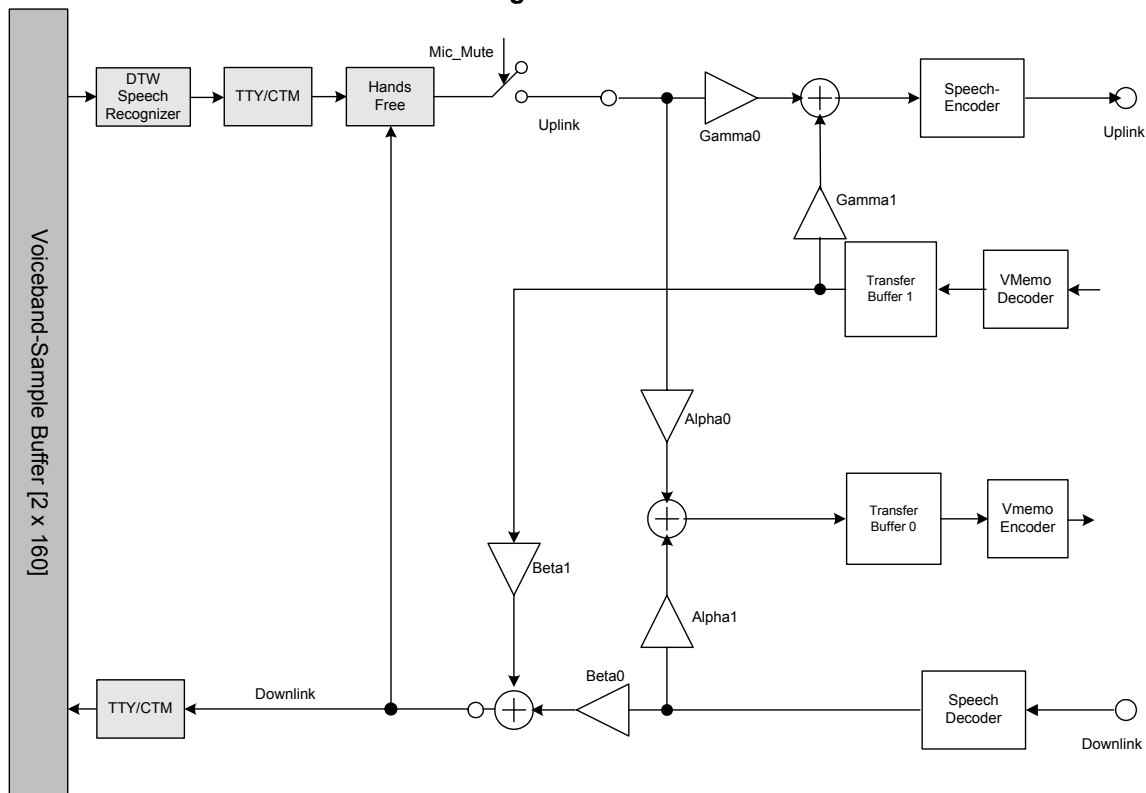 Mic_Mute
DTW
Speech
Recognizer
TTY/CTM
Hands
Free
Uplink
Gamma0
Speech-
Encoder
Uplink
Gamma1
Transfer
Buffer 1
VMemo
Decoder
Voiceband-Sample Buffer [2 x 160]
Alpha0
Transfer
Buffer 0
Vmemo
Encoder
Beta1
Alpha1
Beta0
TTY/CTM
Downlink
Speech
Decoder
Downlink